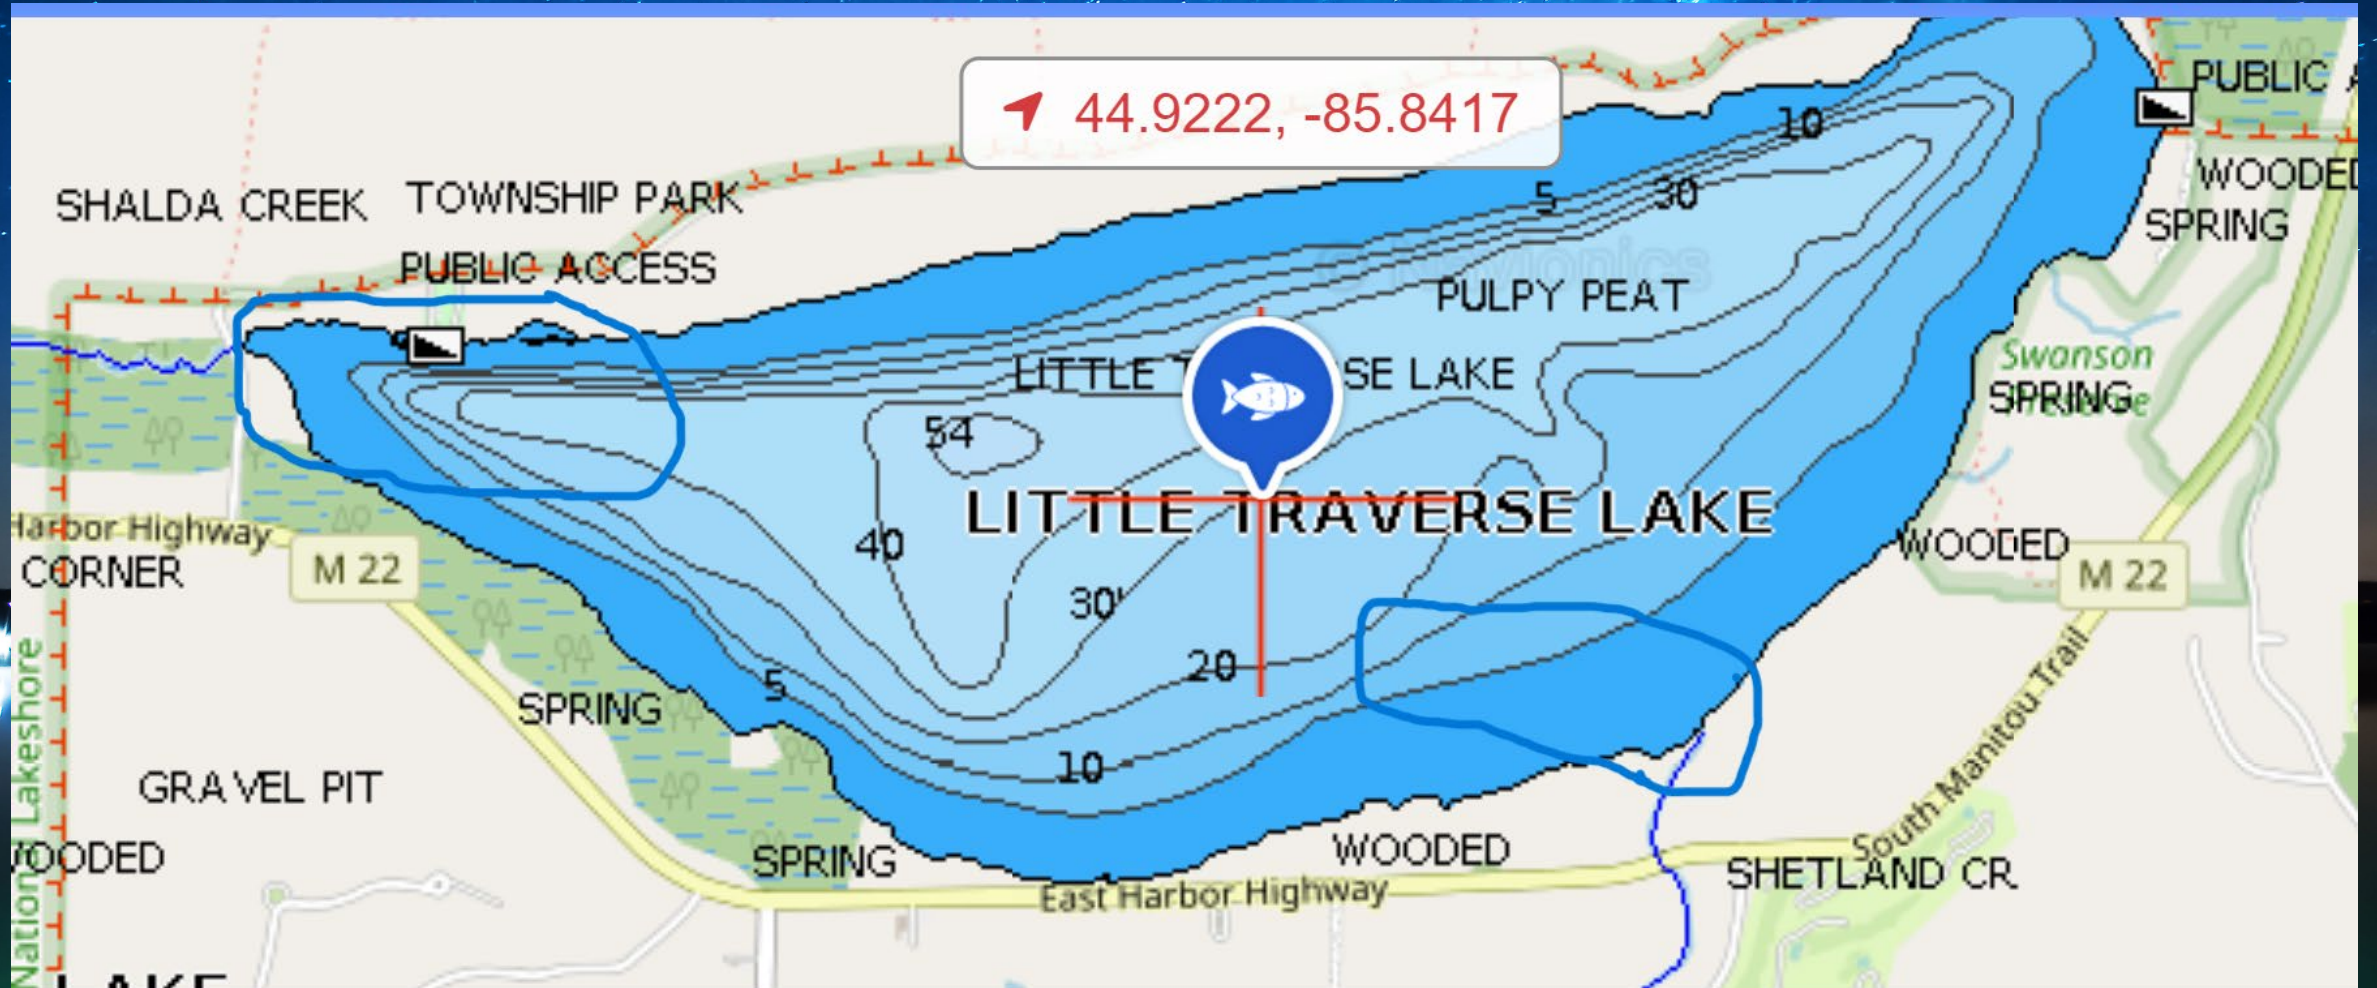 44.9222, -85.8417
10
PUBLIC
SHALDA CREEK
TOWNSHIP PARK
5
30
WOODED
SPRING
PUBLIC ACCESS
© Navionics
PULPY PEAT
LITTLE T SE LAKE
Swanson
SPRING
54
LITTLE TRAVERSE LAKE
Harbor Highway
40
WOODED
CORNER
M 22
M 22
30'
20
5
SPRING
10
South Manitou Trail
GRAVEL PIT
National Lakeshore
WOODED
SPRING
WOODED
SHETLAND CR
East Harbor Highway
LAKE